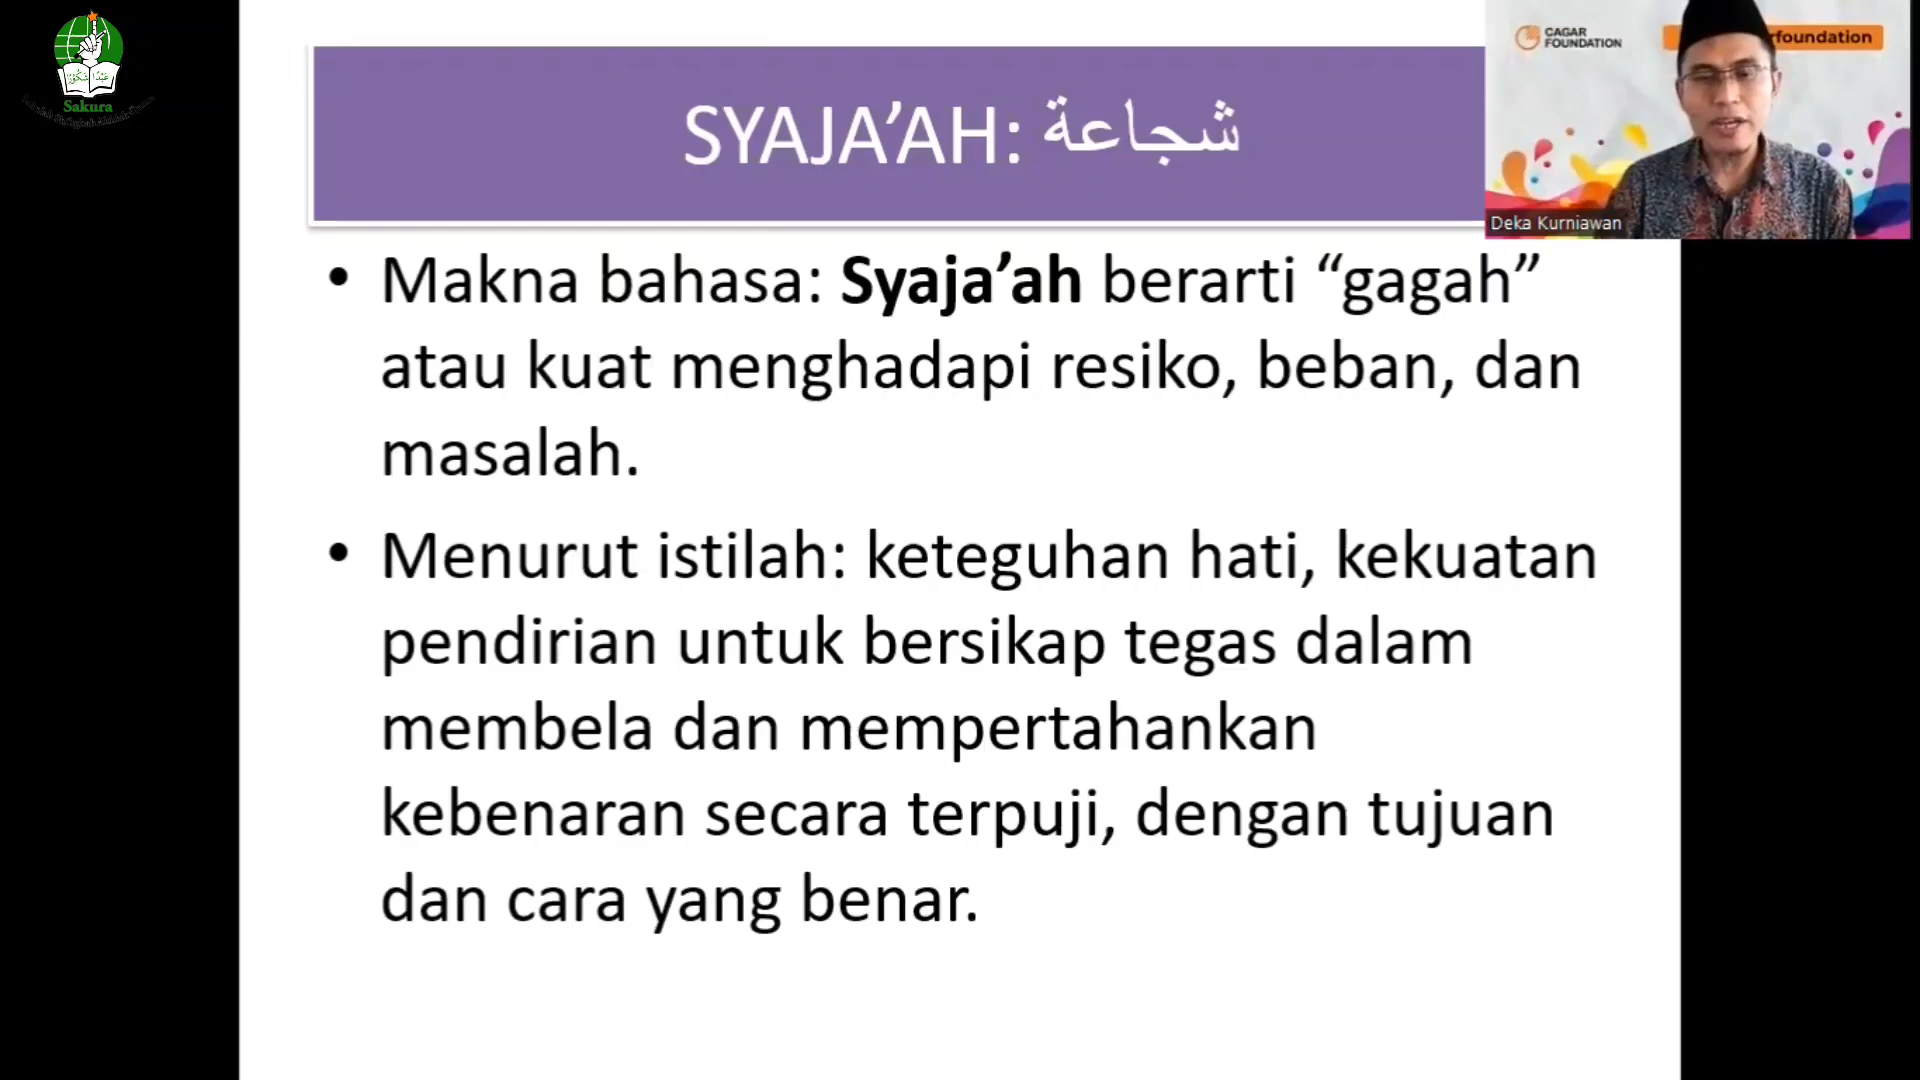 Sakura
CAGAR
FOUNDATION
rfoundation
Deka Kurniawan
SYAJA’AH: شجاعة
• Makna bahasa: Syaja’ah berarti “gagah”
atau kuat menghadapi resiko, beban, dan
masalah.
• Menurut istilah: keteguhan hati, kekuatan
pendirian untuk bersikap tegas dalam
membela dan mempertahankan
kebenaran secara terpuji, dengan tujuan
dan cara yang benar.